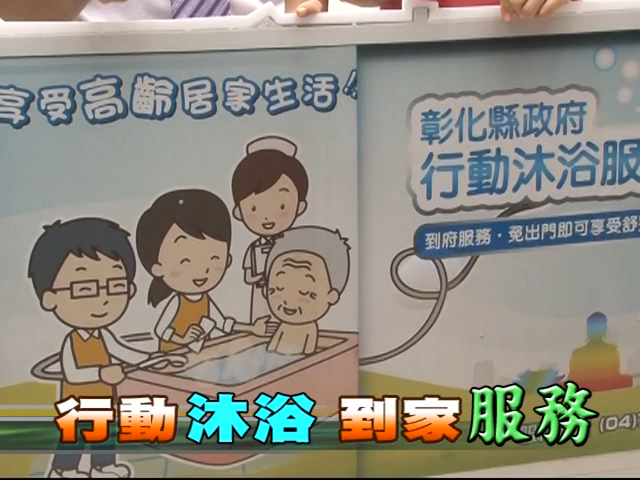 享受高齡居家生活！
彰化縣政府
行動沐浴服
到府服務・免出門即可享受舒
(04)
行動 沐浴 到家 服務